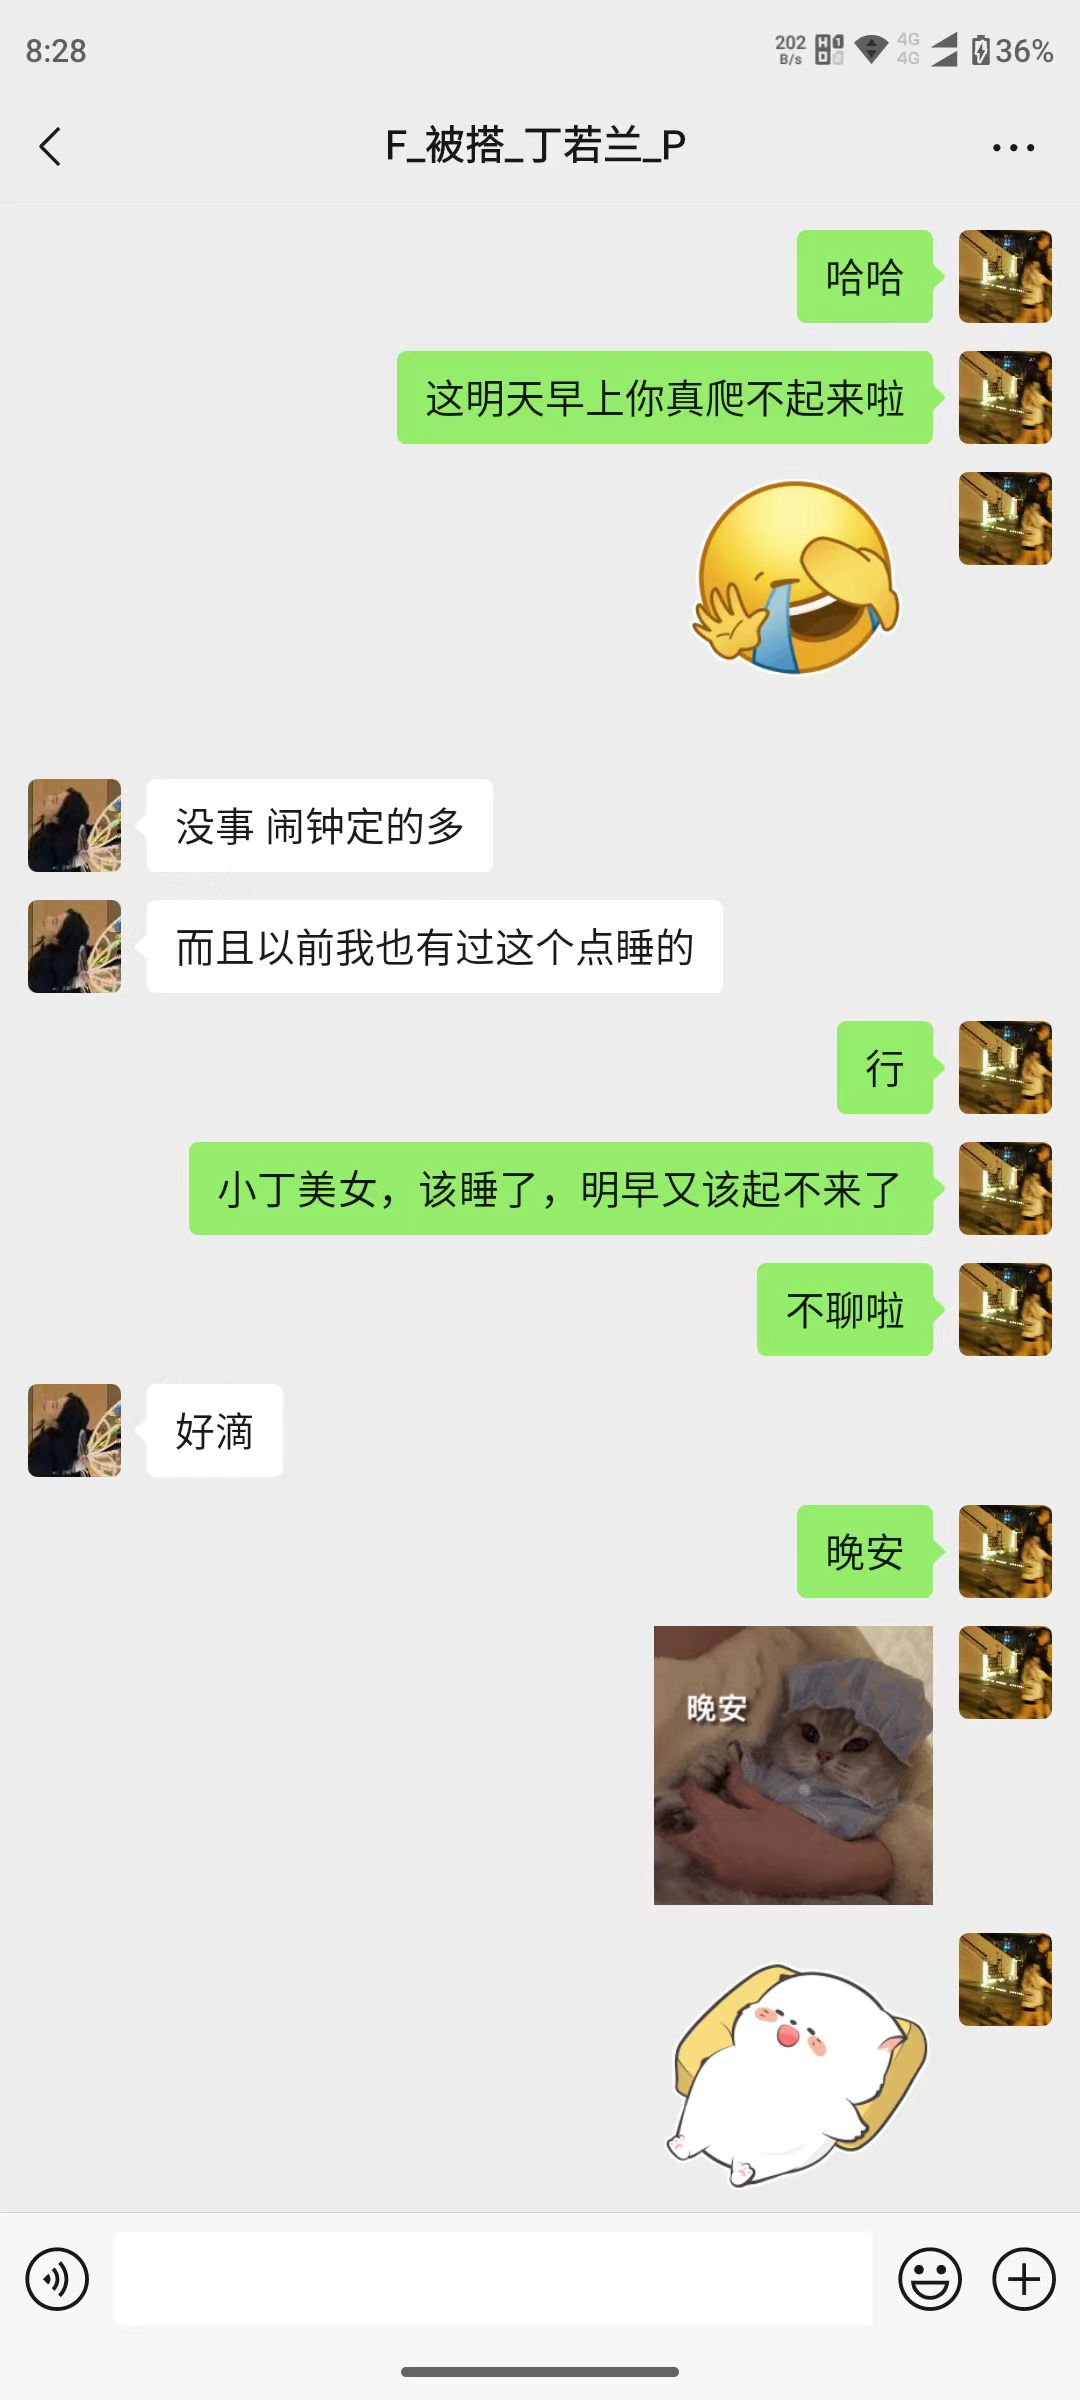 8:28
202 B/s HD 1 2 4G 4G 36%
F_被搭_丁若兰_P
哈哈
这明天早上你真爬不起来啦
没事 闹钟定的多
而且以前我也有过这个点睡的
行
小丁美女，该睡了，明早又该起不来了
不聊啦
好滴
晚安
晚安